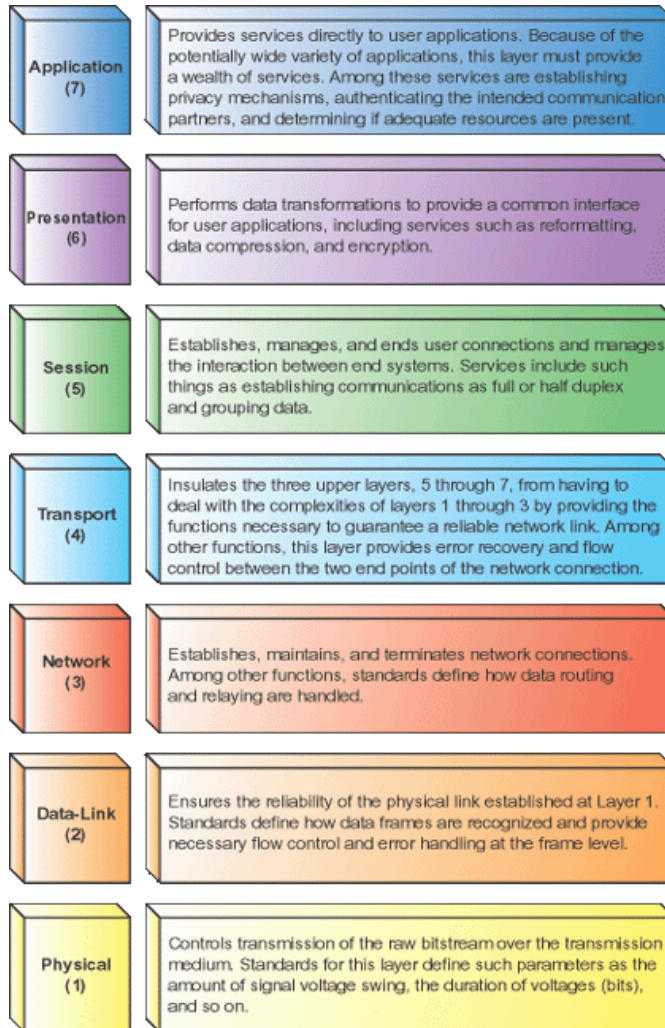 Application
(7)
Provides services directly to user applications. Because of the
potentially wide variety of applications, this layer must provide
a wealth of services. Among these services are establishing
privacy mechanisms, authenticating the intended communication
partners, and determining if adequate resources are present.
Presentation
(6)
Performs data transformations to provide a common interface
for user applications, including services such as reformatting,
data compression, and encryption.
Session
(5)
Establishes, manages, and ends user connections and manages
the interaction between end systems. Services include such
things as establishing communications as full or half duplex
and grouping data.
Transport
(4)
Insulates the three upper layers, 5 through 7, from having to
deal with the complexities of layers 1 through 3 by providing the
functions necessary to guarantee a reliable network link. Among
other functions, this layer provides error recovery and flow
control between the two end points of the network connection.
Network
(3)
Establishes, maintains, and terminates network connections.
Among other functions, standards define how data routing
and relaying are handled.
Data-Link
(2)
Ensures the reliability of the physical link established at Layer 1.
Standards define how data frames are recognized and provide
necessary flow control and error handling at the frame level.
Physical
(1)
Controls transmission of the raw bitstream over the transmission
medium. Standards for this layer define such parameters as the
amount of signal voltage swing, the duration of voltages (bits),
and so on.